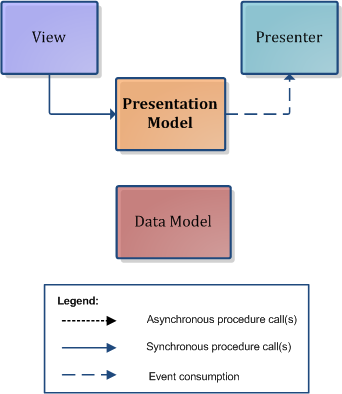 View
Presenter
Presentation
Model
Data Model
Legend:
Asynchronous procedure call(s)
Synchronous procedure call(s)
Event consumption